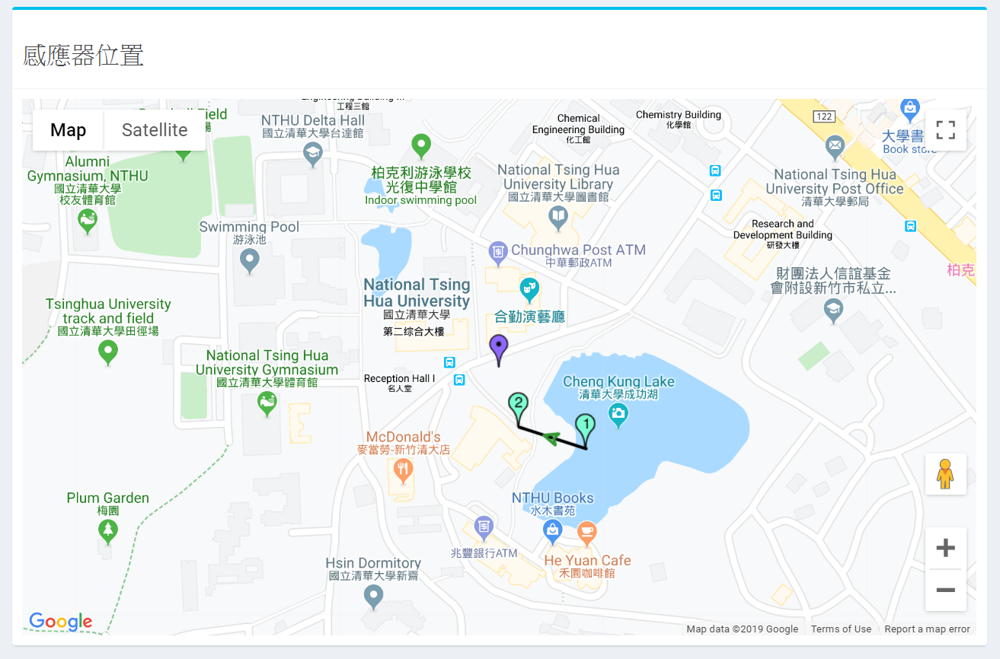 感應器位置
工程三館
Map
Satellite
NTHU Delta Hall
國立清華大學台達館
Chemical
Engineering Building
化工館
Chemistry Building
化學館
122
大學書
Book store
Alumni
Gymnasium, NTHU
國立清華大學
校友體育館
柏克利游泳學校
光復中學館
Indoor swimming pool
National Tsing Hua
University Library
國立清華大學圖書館
National Tsing Hua
University Post Office
清華大學郵局
Swimming Pool
游泳池
Research and
Development Building
研發大樓
Chunghwa Post ATM
中華郵政ATM
柏克
財團法人信誼基金
會附設新竹市私立...
National Tsing
Hua University
國立清華大學
第二综合大樓
合勤演藝廳
Tsinghua University
track and field
國立清華大學田徑場
National Tsing Hua
University Gymnasium
國立清華大學體育館
Reception Hall I
名人堂
Cheng Kung Lake
清華大學成功湖
2
1
McDonald's
麥當勞-新竹清大店
Plum Garden
梅園
NTHU Books
水木書苑
兆豐銀行ATM
He Yuan Cafe
禾園咖啡館
Hsin Dormitory
國立清華大學新齋
Google
Map data ©2019 Google
Terms of Use
Report a map error